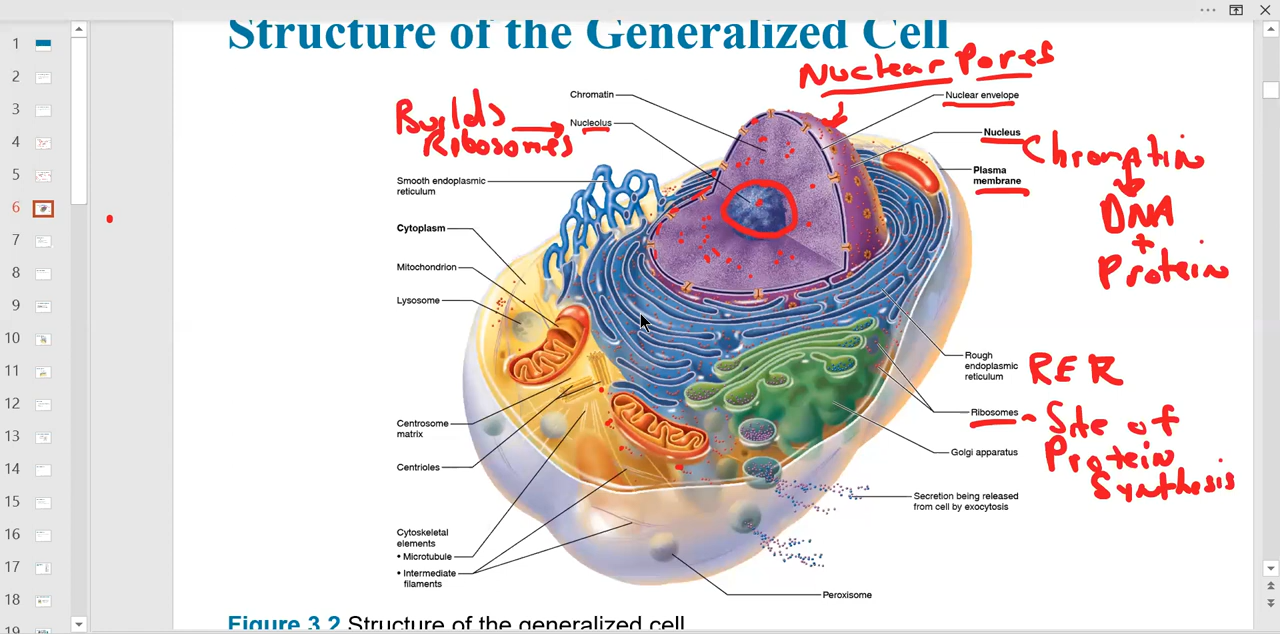 Structure of the Generalized Cell
Nuclear Pores
Chromatin
Nuclear envelope
Builds
Ribosomes
Nucleolus
Nucleus
Chromatin
DNA
+
Protein
Plasma
membrane
Smooth endoplasmic
reticulum
Cytoplasm
Mitochondrion
Lysosome
Rough
endoplasmic
reticulum
RER
Ribosomes
Site of
Protein
Synthesis
Centrosome
matrix
Golgi apparatus
Centrioles
Secretion being released
from cell by exocytosis
Cytoskeletal
elements
• Microtubule
• Intermediate
filaments
Peroxisome
Figure 3.2 Structure of the generalized cell
1
2
3
4
5
6
7
8
9
10
11
12
13
14
15
16
17
18
19